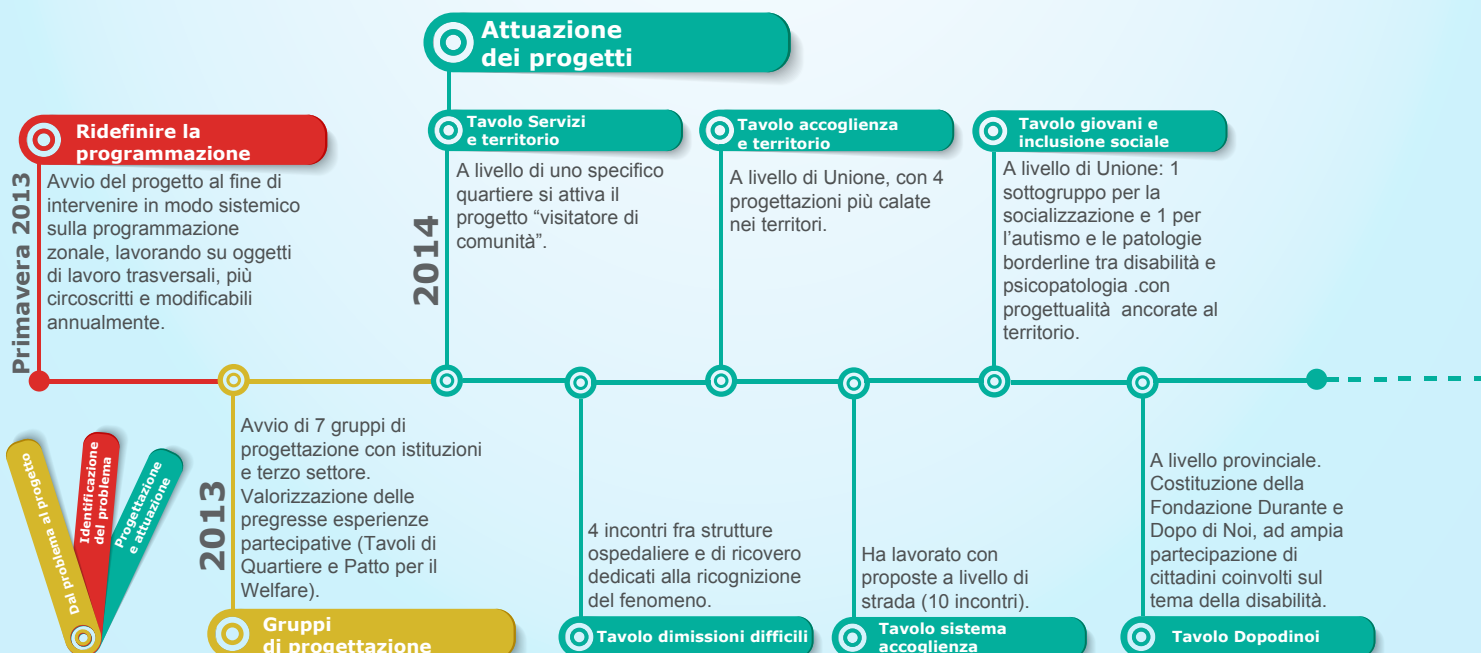 Attuazione
dei progetti
Ridefinire la
programmazione
Primavera 2013
Avvio del progetto al fine di
intervenire in modo sistemico
sulla programmazione
zonale, lavorando su oggetti
di lavoro trasversali, più
circoscritti e modificabili
annualmente.
2014
Tavolo Servizi
e territorio
A livello di uno specifico
quartiere si attiva il
progetto “visitatore di
comunità”.
Tavolo accoglienza
e territorio
A livello di Unione, con 4
progettazioni più calate
nei territori.
Tavolo giovani e
inclusione sociale
A livello di Unione: 1
sottogruppo per la
socializzazione e 1 per
l’autismo e le patologie
borderline tra disabilità e
psicopatologia .con
progettualità ancorate al
territorio.
Dal problema al progetto
Identificazione
del problema
Progettazione
e attuazione
2013
Avvio di 7 gruppi di
progettazione con istituzioni
e terzo settore.
Valorizzazione delle
pregresse esperienze
partecipative (Tavoli di
Quartiere e Patto per il
Welfare).
Gruppi
di progettazione
4 incontri fra strutture
ospedaliere e di ricovero
dedicati alla ricognizione
del fenomeno.
Tavolo dimissioni difficili
Ha lavorato con
proposte a livello di
strada (10 incontri).
Tavolo sistema
accoglienza
A livello provinciale.
Costituzione della
Fondazione Durante e
Dopo di Noi, ad ampia
partecipazione di
cittadini coinvolti sul
tema della disabilità.
Tavolo Dopodinoi